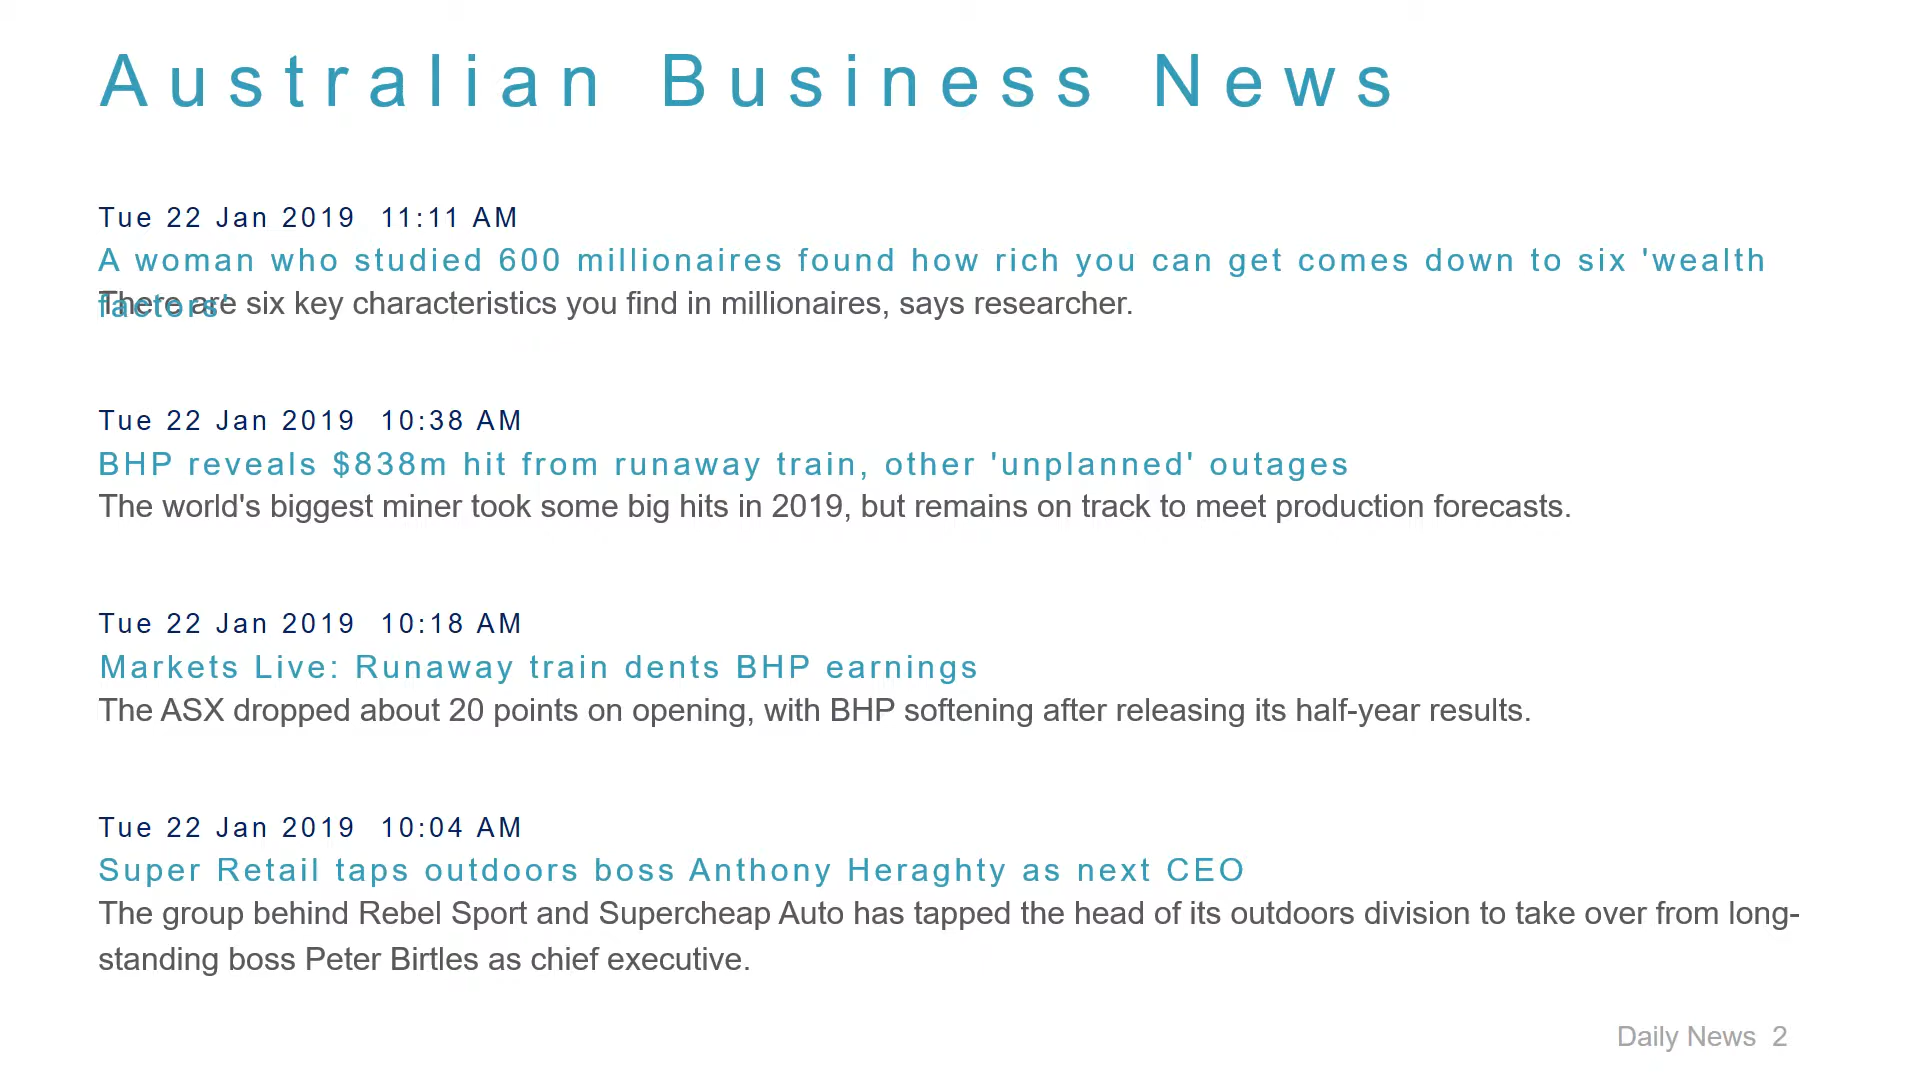 Australian Business News
Tue 22 Jan 2019  11:11 AM
A woman who studied 600 millionaires found how rich you can get comes down to six 'wealth
factors'
There are six key characteristics you find in millionaires, says researcher.
Tue 22 Jan 2019  10:38 AM
BHP reveals $838m hit from runaway train, other 'unplanned' outages
The world's biggest miner took some big hits in 2019, but remains on track to meet production forecasts.
Tue 22 Jan 2019  10:18 AM
Markets Live: Runaway train dents BHP earnings
The ASX dropped about 20 points on opening, with BHP softening after releasing its half-year results.
Tue 22 Jan 2019  10:04 AM
Super Retail taps outdoors boss Anthony Heraghty as next CEO
The group behind Rebel Sport and Supercheap Auto has tapped the head of its outdoors division to take over from long-
standing boss Peter Birtles as chief executive.
Daily News  2